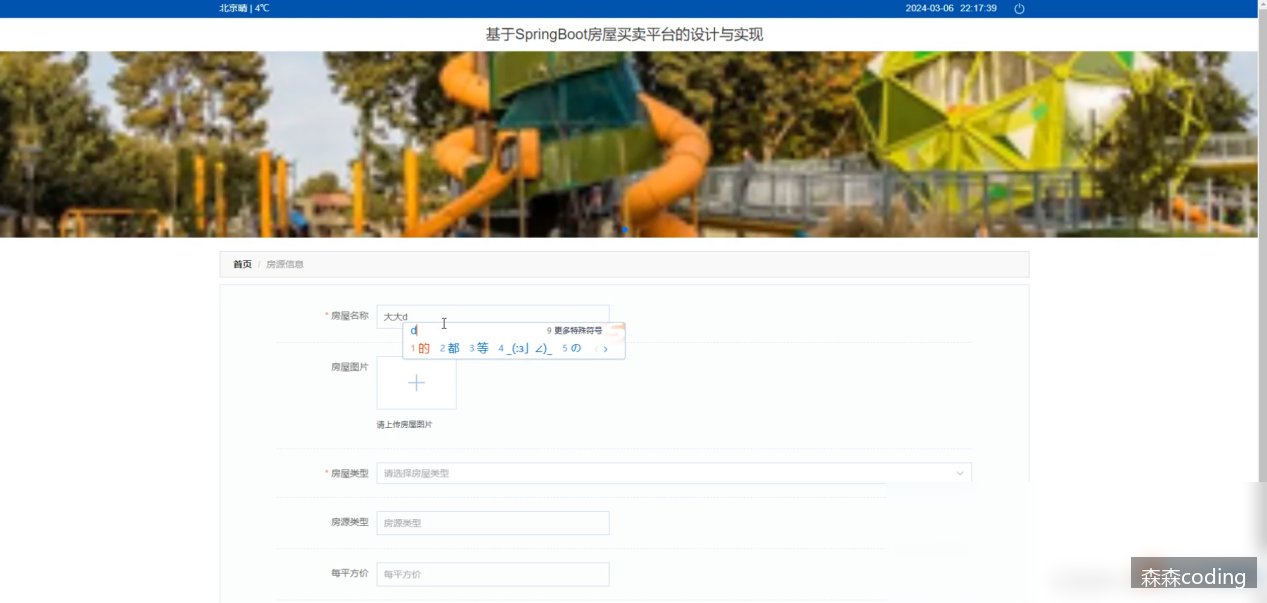 北京晴 | 4℃
2024-03-06 22:17:39
基于SpringBoot房屋买卖平台的设计与实现
首页 / 房源信息
* 房屋名称
大大d
d
9 更多特殊符号
1 的 2 都 3 等 4 _(:з」∠)_ 5 の
房屋图片
请上传房屋图片
* 房屋类型
请选择房屋类型
房源类型
房源类型
每平方价
每平方价
森森coding